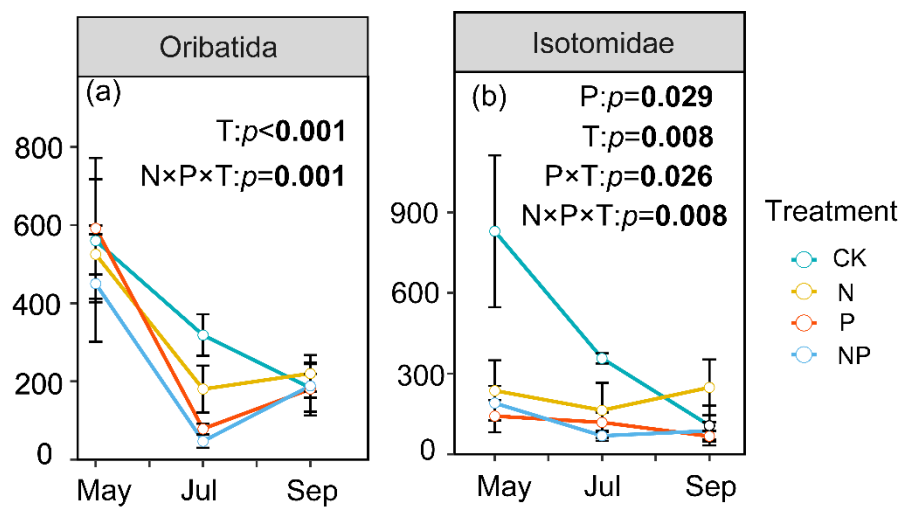 Oribatida
(a)
T:p<0.001
N×P×T:p=0.001
800
600
400
200
0
May Jul Sep
Isotomidae
(b)
P:p=0.029
T:p=0.008
P×T:p=0.026
N×P×T:p=0.008
900
600
300
0
May Jul Sep
Treatment
CK
N
P
NP